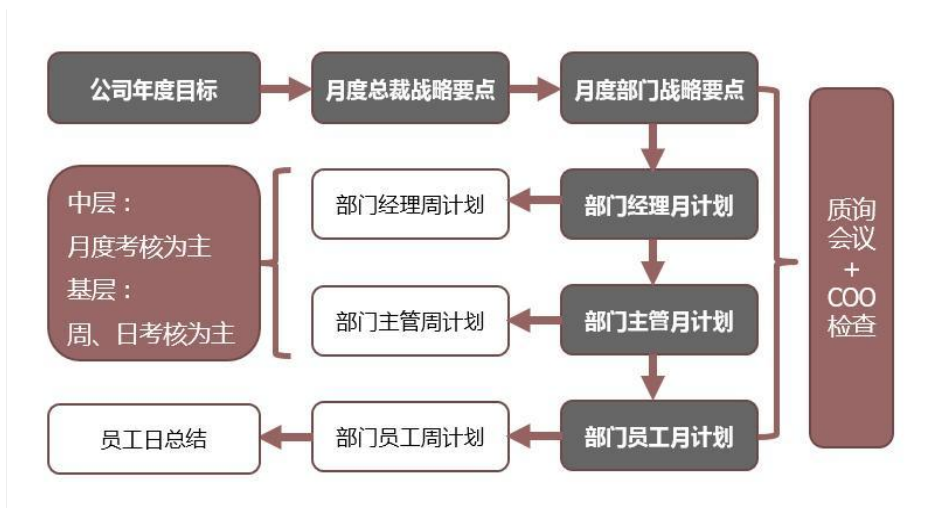 公司年度目标
月度总裁战略要点
月度部门战略要点
中层：
月度考核为主
基层：
周、日考核为主
部门经理周计划
部门经理月计划
部门主管周计划
部门主管月计划
员工日总结
部门员工周计划
部门员工月计划
质询
会议
+
COO
检查